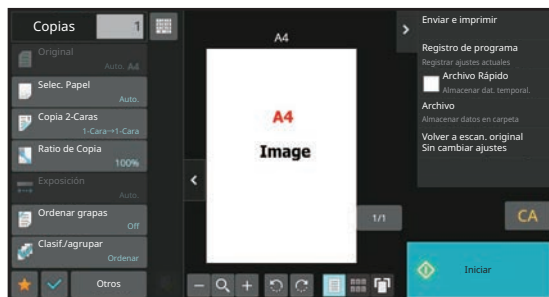 Copias
1
Original
Auto. A4
Selec. Papel
Auto.
Copia 2-Caras
1-Cara→1-Cara
Ratio de Copia
100%
Exposición
Auto.
Ordenar grapas
Off
Clasif./agrupar
Ordenar
Otros
A4
A4
Image
1/1
Enviar e imprimir
Registro de programa
Registrar ajustes actuales
Archivo Rápido
Almacenar dat. temporal.
Archivo
Almacenar datos en carpeta
Volver a escan. original
Sin cambiar ajustes
CA
Iniciar